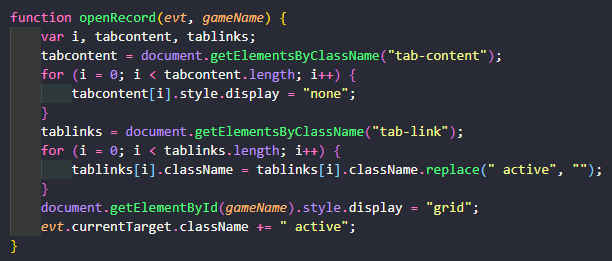 function openRecord(evt, gameName) {
    var i, tabcontent, tablinks;
    tabcontent = document.getElementsByClassName("tab-content");
    for (i = 0; i < tabcontent.length; i++) {
        tabcontent[i].style.display = "none";
    }
    tablinks = document.getElementsByClassName("tab-link");
    for (i = 0; i < tablinks.length; i++) {
        tablinks[i].className = tablinks[i].className.replace(" active", "");
    }
    document.getElementById(gameName).style.display = "grid";
    evt.currentTarget.className += " active";
}